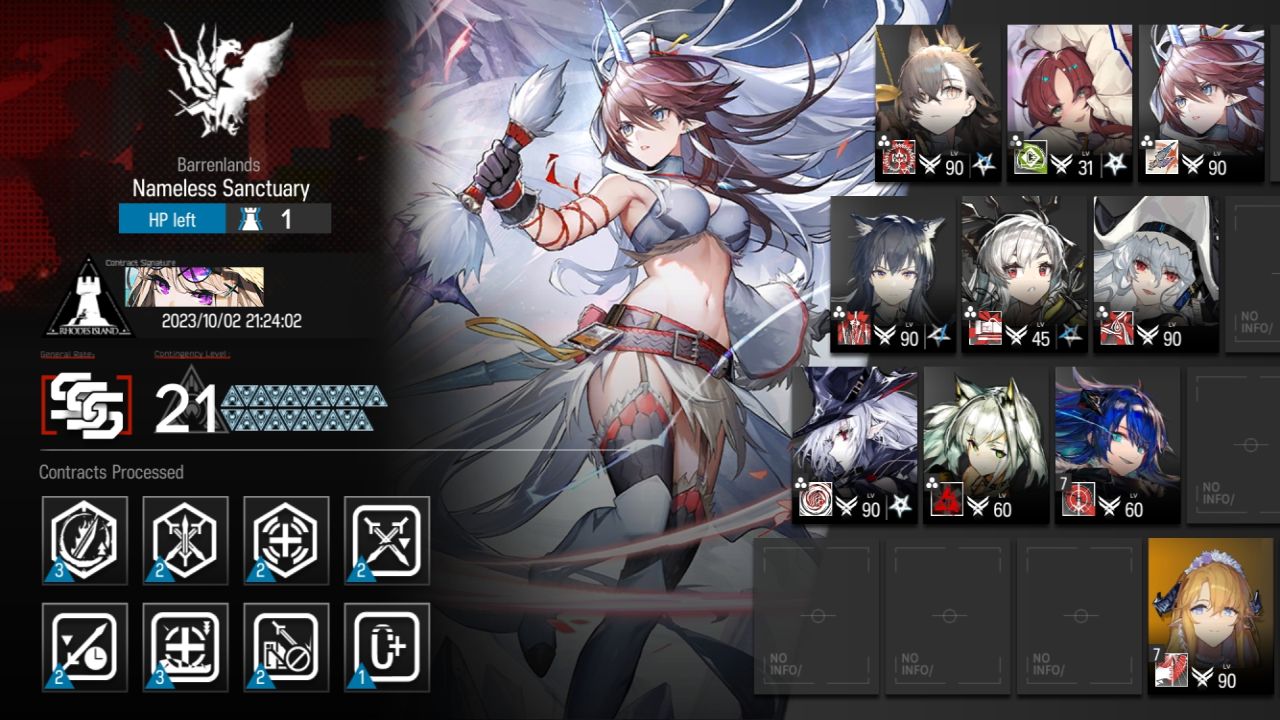 Barrenlands
Nameless Sanctuary
HP left 1
Contract Signature
RHODES ISLAND
2023/10/02 21:24:02
General Rate:
Contingency Level:
SSS
21
Contracts Processed
3
2
2
2
2
3
2
1
LV
90
LV
31
LV
90
LV
90
LV
45
LV
90
NO
INFO/
LV
90
LV
60
7
LV
60
NO
INFO/
NO
INFO/
NO
INFO/
NO
INFO/
7
LV
90